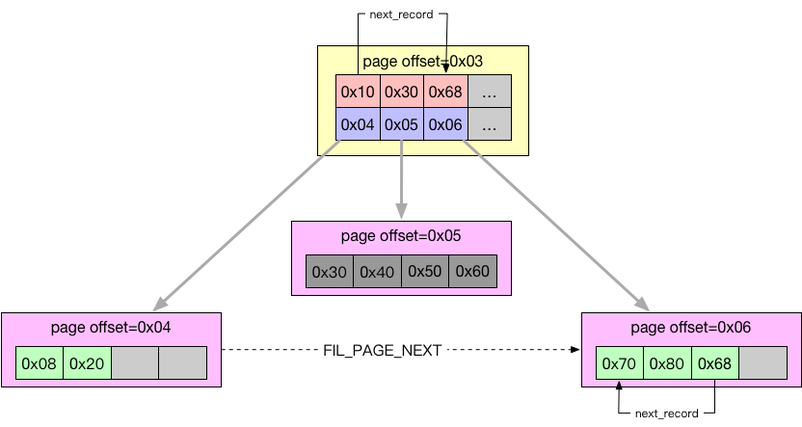 next_record
page offset=0x03
0x10 0x30 0x68 ...
0x04 0x05 0x06 ...
page offset=0x05
0x30 0x40 0x50 0x60
page offset=0x04
0x08 0x20
FIL_PAGE_NEXT
page offset=0x06
0x70 0x80 0x68
next_record